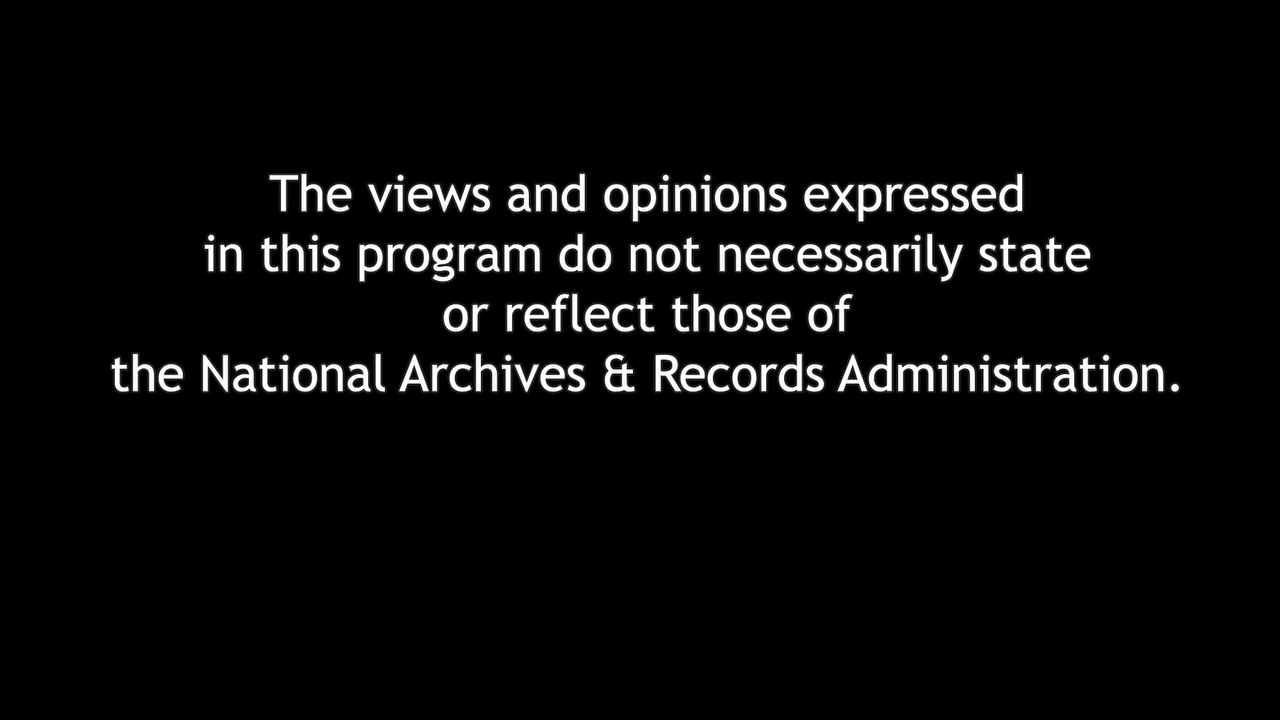 The views and opinions expressed
in this program do not necessarily state
or reflect those of
the National Archives & Records Administration.